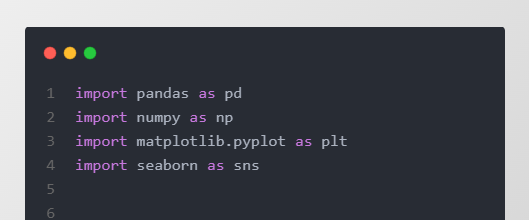 1 import pandas as pd
2 import numpy as np
3 import matplotlib.pyplot as plt
4 import seaborn as sns
5
6